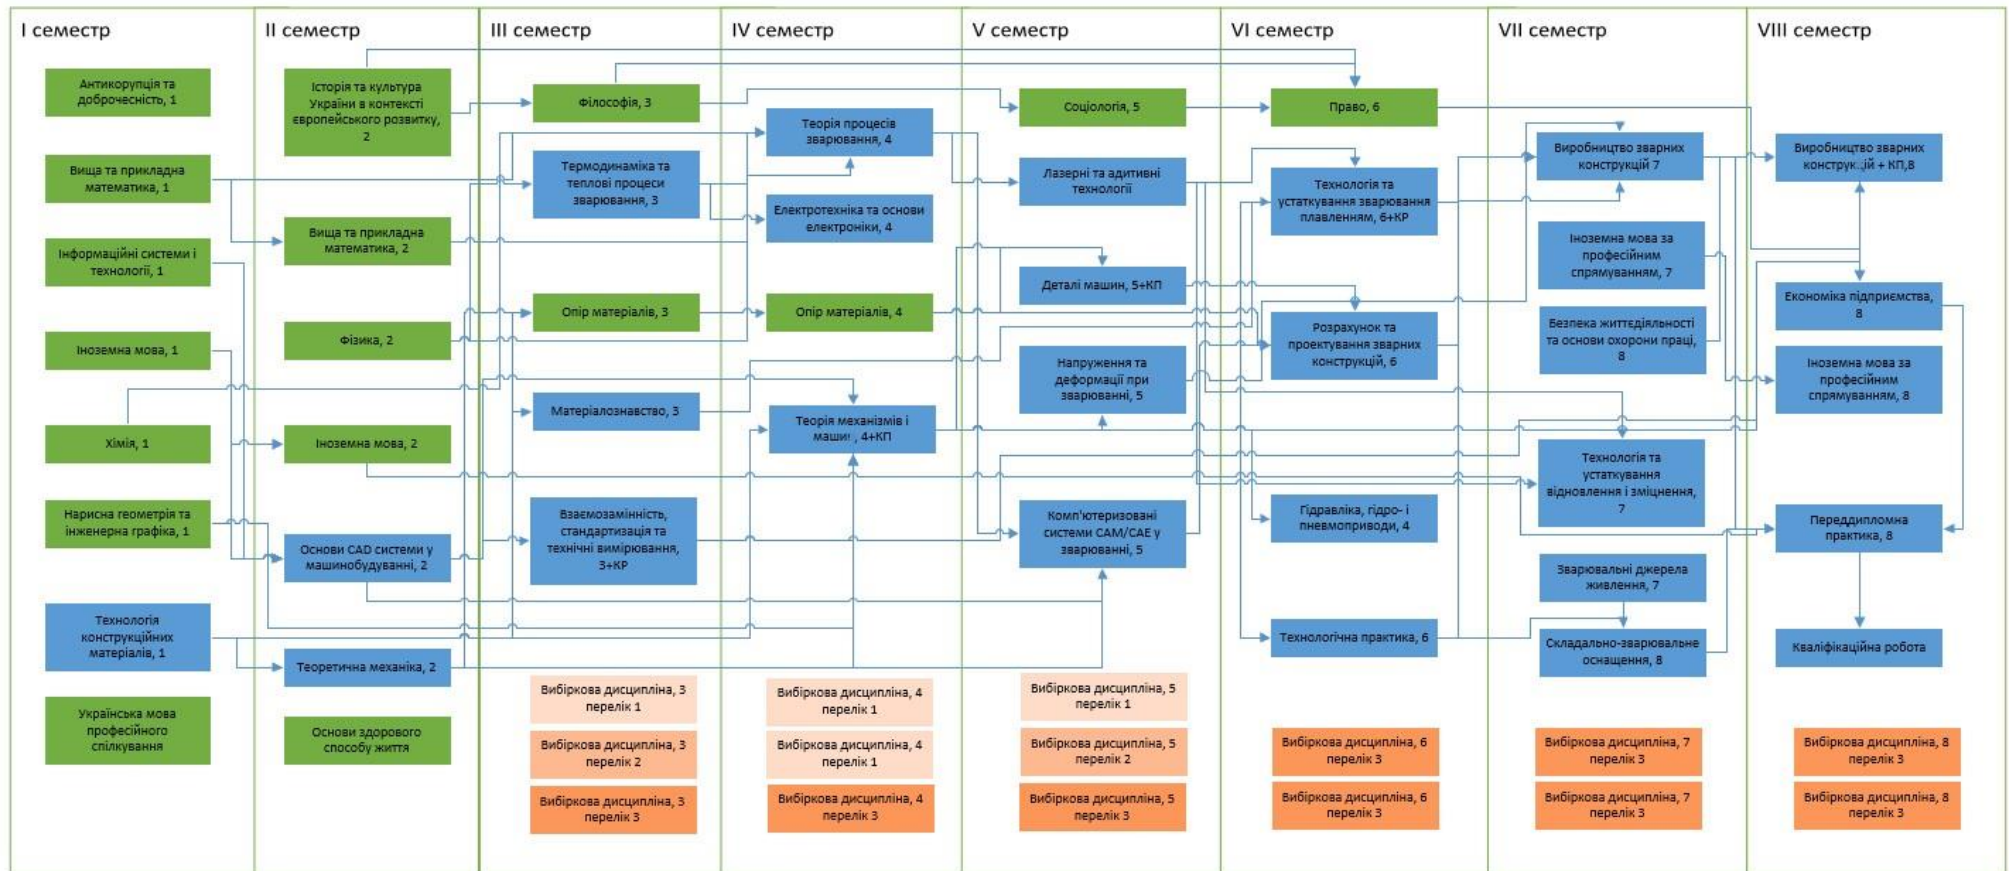 I семестр
II семестр
III семестр
IV семестр
V семестр
VI семестр
VII семестр
VIII семестр
Антикорупція та
доброчесність, 1
Вища та прикладна
математика, 1
Інформаційні системи і
технології, 1
Іноземна мова, 1
Хімія, 1
Нарисна геометрія та
інженерна графіка, 1
Технологія
конструкційних
матеріалів, 1
Українська мова
професійного
спілкування
Історія та культура
України в контексті
європейського розвитку,
2
Вища та прикладна
математика, 2
Фізика, 2
Іноземна мова, 2
Основи CAD системи у
машинобудуванні, 2
Теоретична механіка, 2
Основи здорового
способу життя
Філософія, 3
Термодинаміка та
теплові процеси
зварювання, 3
Опір матеріалів, 3
Матеріалознавство, 3
Взаємозамінність,
стандартизація та
технічні вимірювання,
3+КР
Вибіркова дисципліна, 3
перелік 1
Вибіркова дисципліна, 3
перелік 2
Вибіркова дисципліна, 3
перелік 3
Теорія процесів
зварювання, 4
Електротехніка та основи
електроніки, 4
Опір матеріалів, 4
Теорія механізмів і
, 4+КП
Вибіркова дисципліна, 4
перелік 1
Вибіркова дисципліна, 4
перелік 1
Вибіркова дисципліна, 4
перелік 3
Соціологія, 5
Лазерні та адитивні
технології
Деталі машин, 5+КП
Напруження та
деформації при
зварюванні, 5
Комп'ютеризовані
системи CAM/CAE у
зварюванні, 5
Вибіркова дисципліна, 5
перелік 1
Вибіркова дисципліна, 5
перелік 2
Вибіркова дисципліна, 5
перелік 3
Право, 6
Технологія та
устаткування зварювання
плавленням, 6+КР
Розрахунок та
проектування зварних
конструкцій, 6
Гідравліка, гідро- і
пневмоприводи, 4
Технологічна практика, 6
Вибіркова дисципліна, 6
перелік 3
Вибіркова дисципліна, 6
перелік 3
Виробництво зварних
конструкцій 7
Іноземна мова за
професійним
спрямуванням, 7
Безпека життєдіяльності
та основи охорони праці,
8
Технологія та
устаткування
відновлення і зміцнення,
7
Зварювальні джерела
живлення, 7
Складально-зварювальне
оснащення, 8
Вибіркова дисципліна, 7
перелік 3
Вибіркова дисципліна, 7
перелік 3
Виробництво зварних
+ КП,8
Економіка підприємства,
8
Іноземна мова за
професійним
спрямуванням, 8
Переддипломна
практика, 8
Кваліфікаційна робота
Вибіркова дисципліна, 8
перелік 3
Вибіркова дисципліна, 8
перелік 3